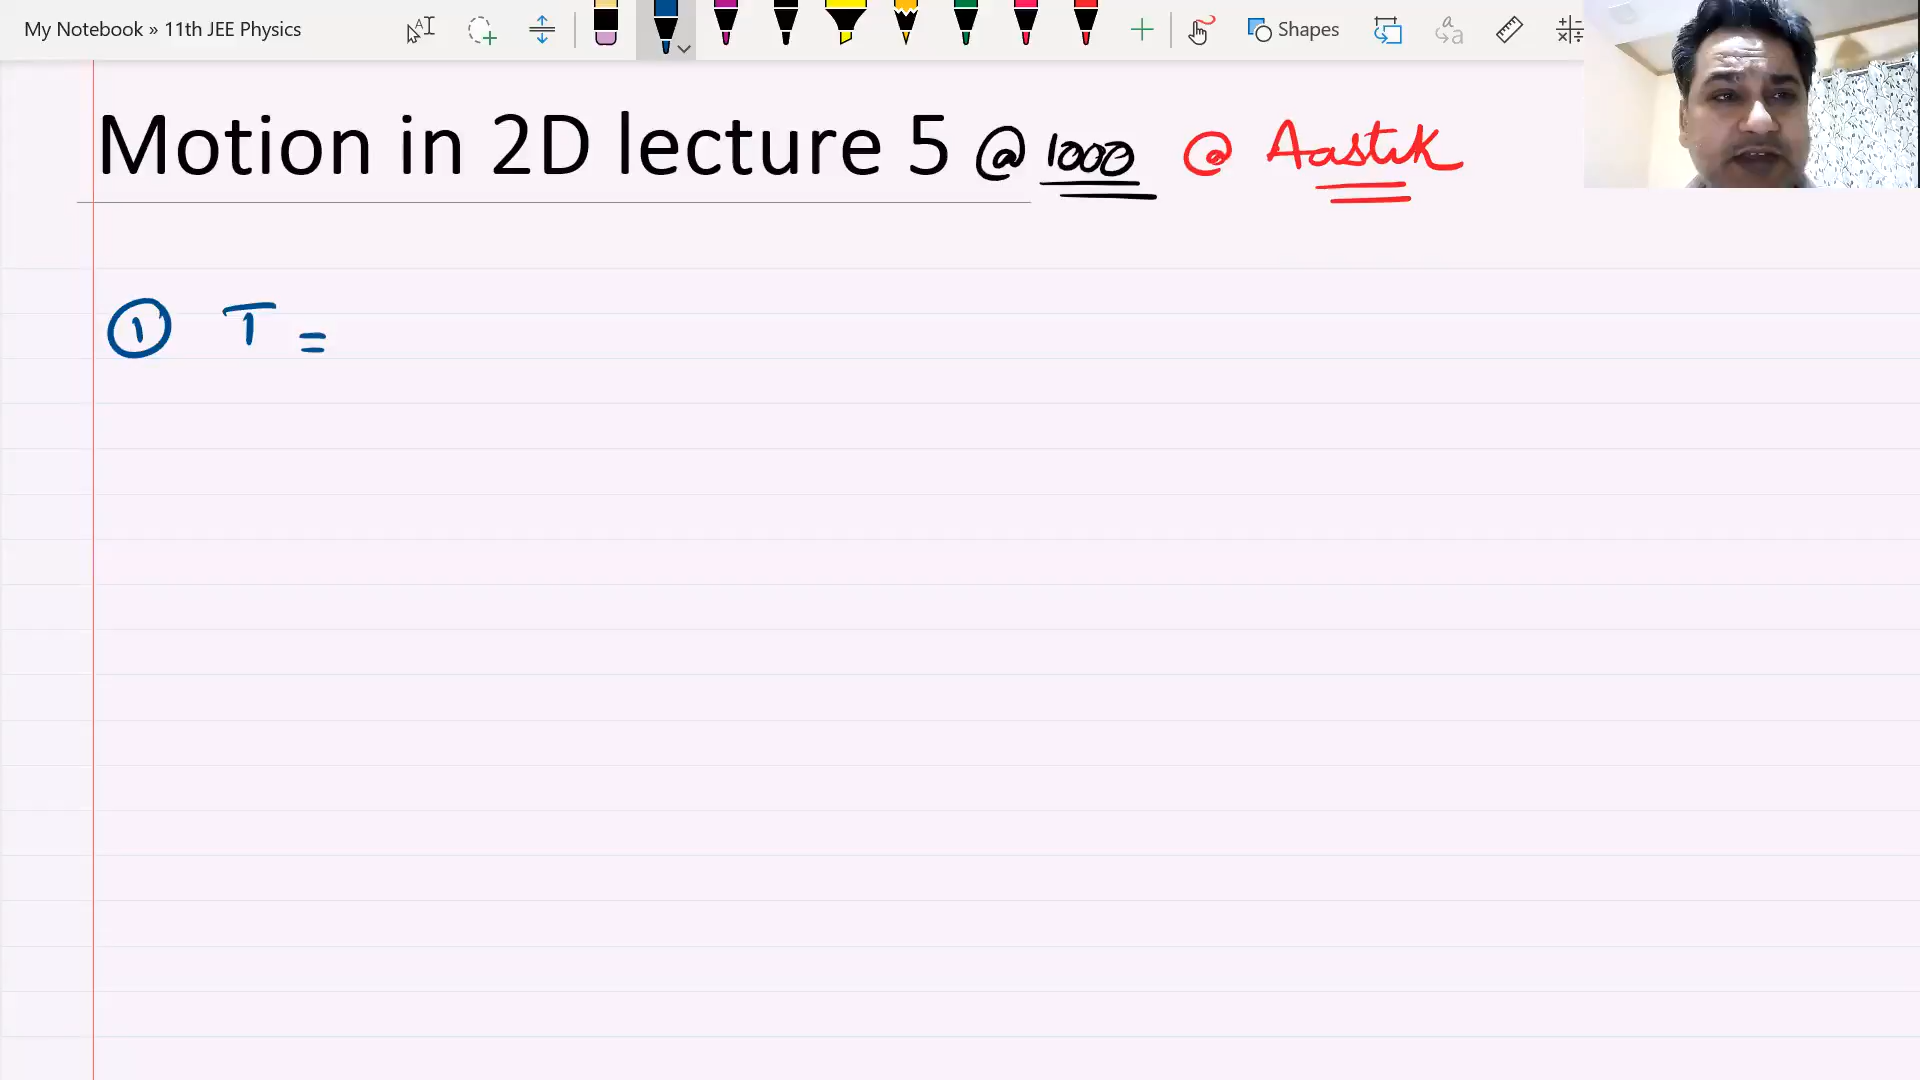 My Notebook » 11th JEE Physics
Shapes
Motion in 2D lecture 5 @ 1000 @ Aastik
① T =